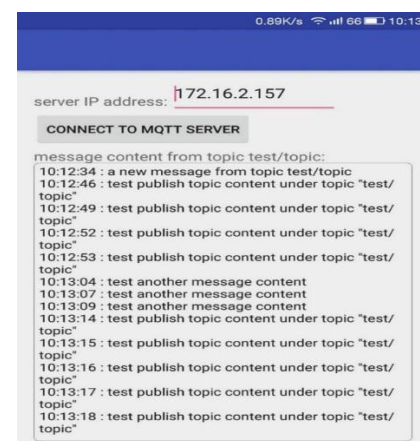 0.89K/s 66 10:13
server IP address: 172.16.2.157
CONNECT TO MQTT SERVER
message content from topic test/topic:
10:12:34 : a new message from topic test/topic
10:12:46 : test publish topic content under topic "test/
topic"
10:12:49 : test publish topic content under topic "test/
topic"
10:12:52 : test publish topic content under topic "test/
topic"
10:12:53 : test publish topic content under topic "test/
topic"
10:13:04 : test another message content
10:13:07 : test another message content
10:13:09 : test another message content
10:13:14 : test publish topic content under topic "test/
topic"
10:13:15 : test publish topic content under topic "test/
topic"
10:13:16 : test publish topic content under topic "test/
topic"
10:13:17 : test publish topic content under topic "test/
topic"
10:13:18 : test publish topic content under topic "test/
topic"